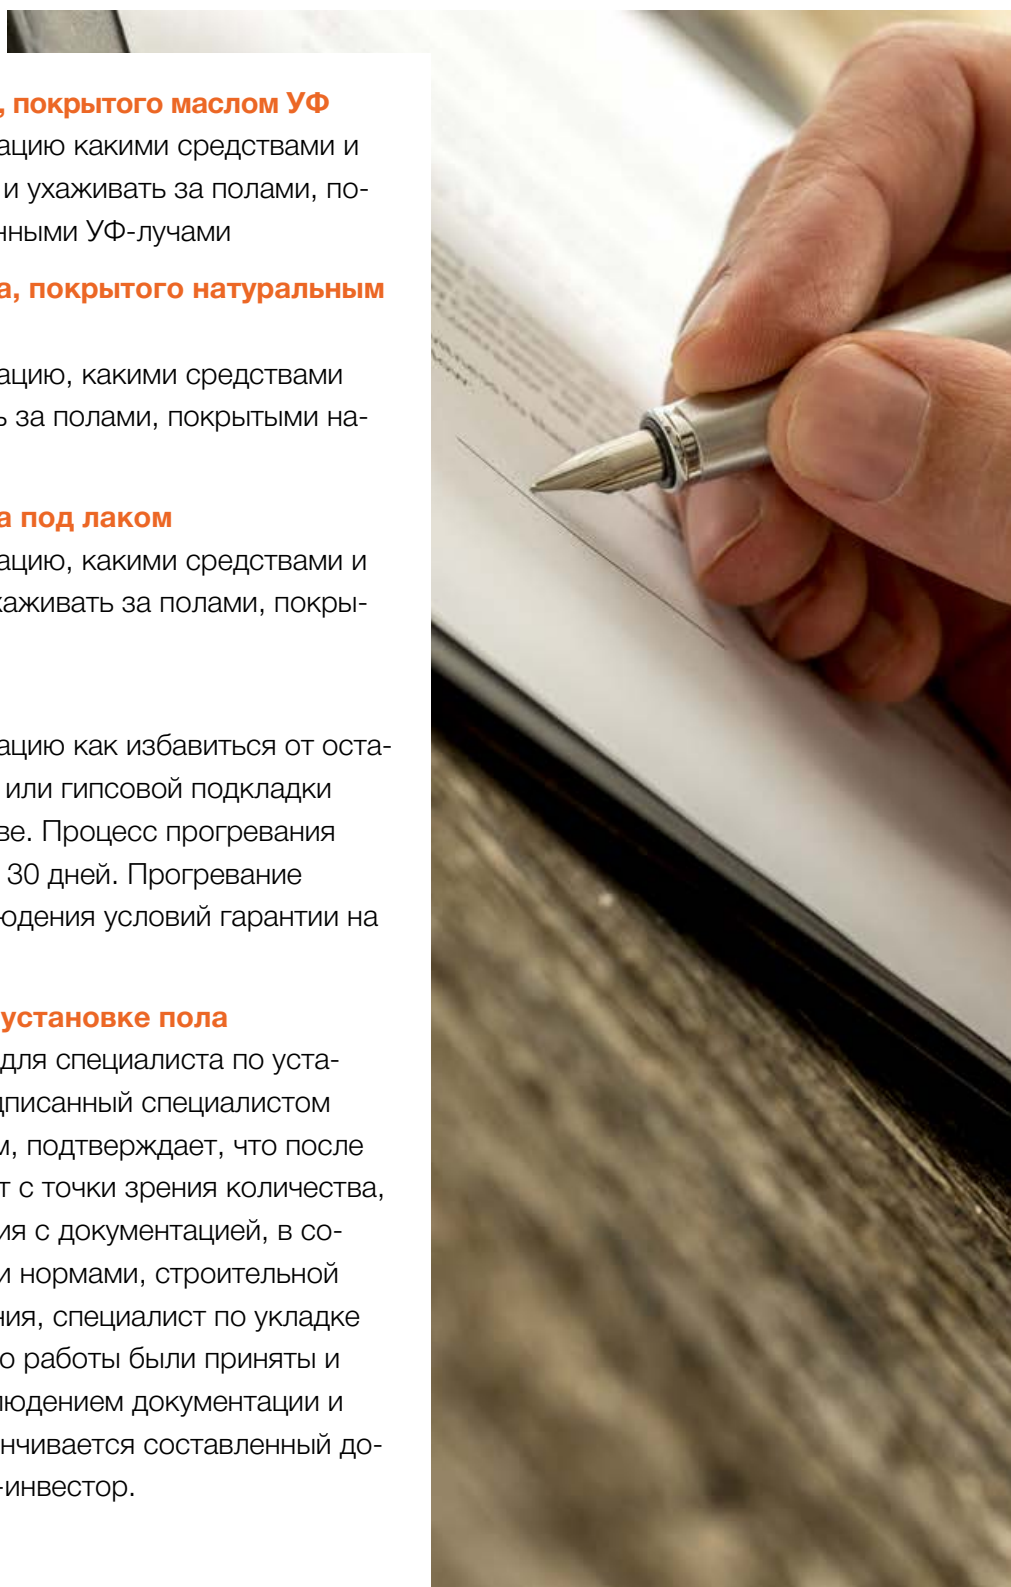 , покрытого маслом УФ
ацию какими средствами и
и ухаживать за полами, по-
нными УФ-лучами
а, покрытого натуральным
ацию, какими средствами
ь за полами, покрытыми на-
а под лаком
ацию, какими средствами и
хаживать за полами, покры-
ацию как избавиться от оста-
или гипсовой подкладки
ве. Процесс прогревания
30 дней. Прогревание
юдения условий гарантии на
установке пола
для специалиста по уста-
дписанный специалистом
м, подтверждает, что после
т с точки зрения количества,
ия с документацией, в со-
и нормами, строительной
ния, специалист по укладке
о работы были приняты и
людением документации и
нчивается составленный до-
-инвестор.